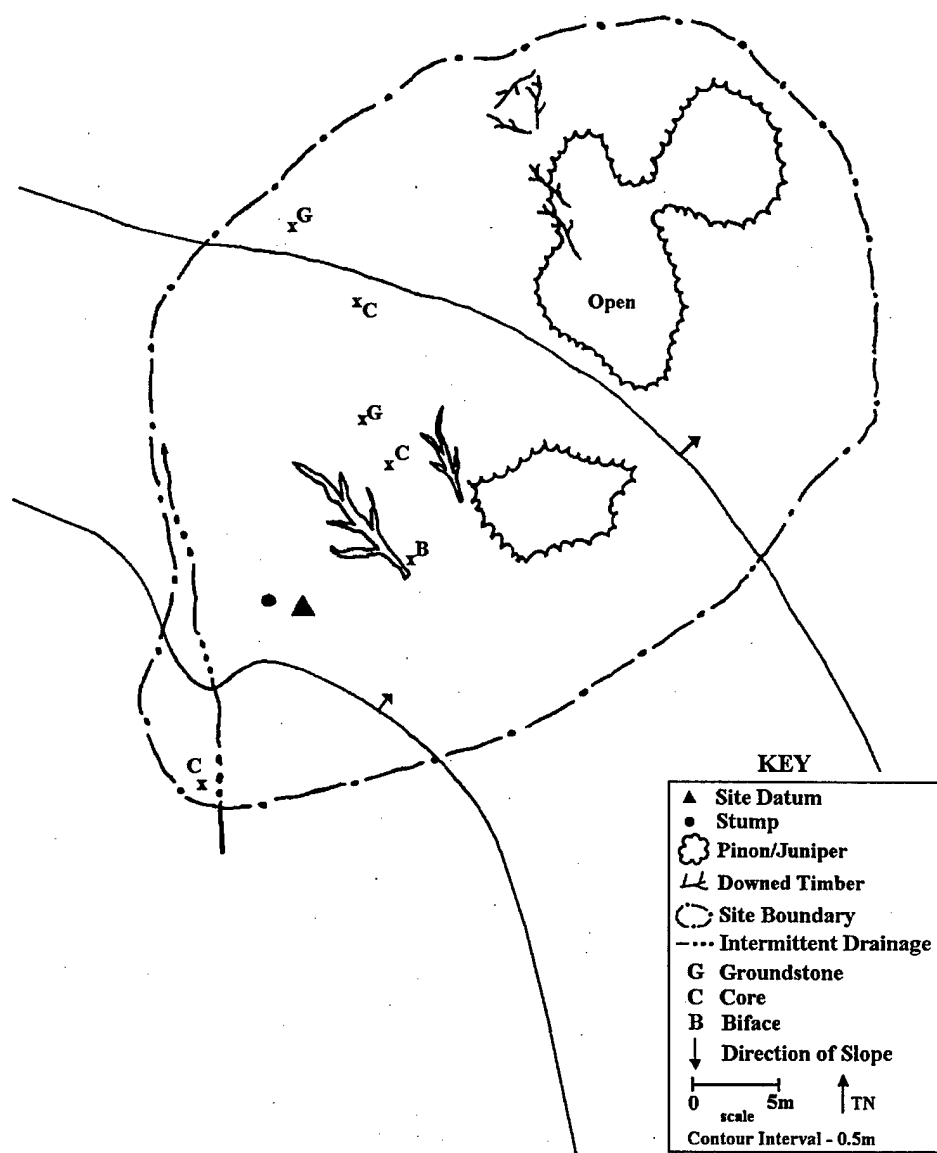 G
C
Open
G
C
B
C
KEY
Site Datum
Stump
Pinon/Juniper
Downed Timber
Site Boundary
Intermittent Drainage
G Groundstone
C Core
B Biface
Direction of Slope
0 5m TN
scale
Contour Interval - 0.5m